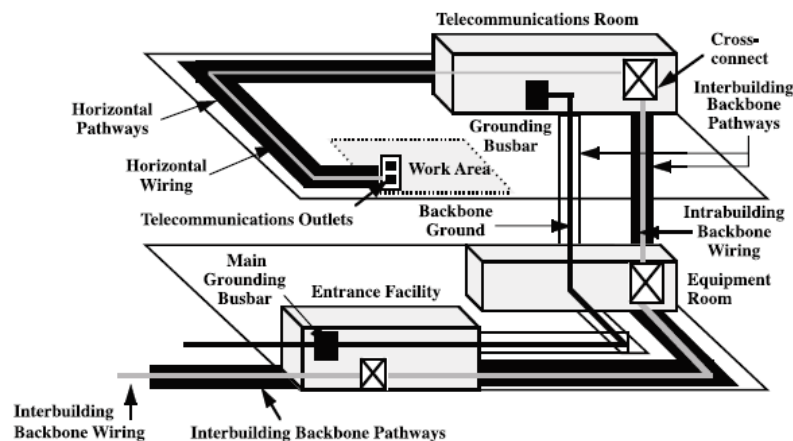 Telecommunications Room
Cross-
connect
Interbuilding
Backbone
Pathways
Horizontal
Pathways
Grounding
Busbar
Horizontal
Wiring
Work Area
Telecommunications Outlets
Backbone
Ground
Intrabuilding
Backbone
Wiring
Main
Grounding
Busbar
Entrance Facility
Equipment
Room
Interbuilding
Backbone Wiring
Interbuilding Backbone Pathways